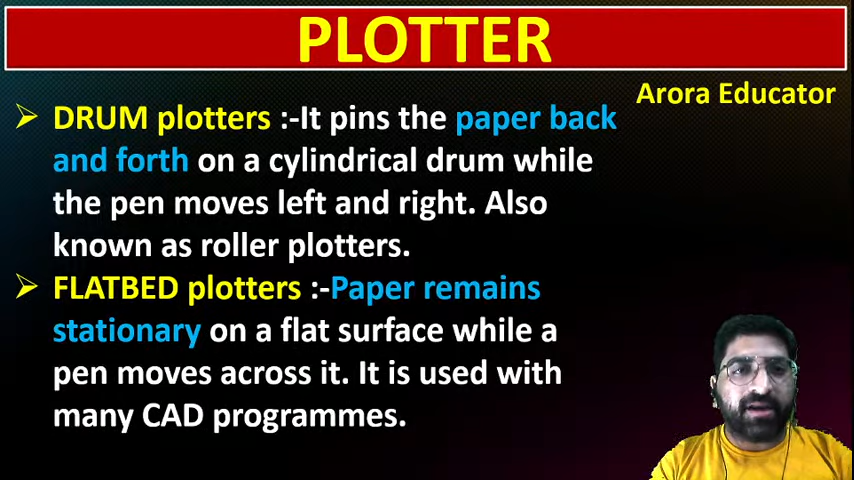 PLOTTER
Arora Educator
➢ DRUM plotters :-It pins the paper back
and forth on a cylindrical drum while
the pen moves left and right. Also
known as roller plotters.
➢ FLATBED plotters :-Paper remains
stationary on a flat surface while a
pen moves across it. It is used with
many CAD programmes.